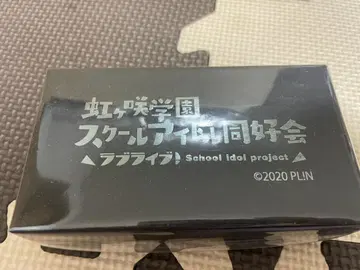 虹ヶ咲学園
スクールアイドル同好会
ラブライブ! School idol project
©2020 PL!N